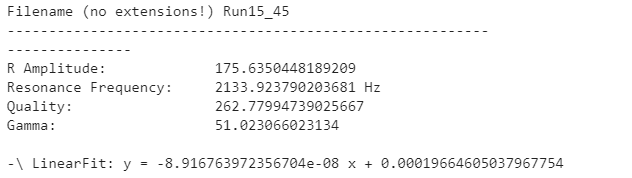 Filename (no extensions!) Run15_45
-------------------------------------------------------
--------------
R Amplitude: 175.6350448189209
Resonance Frequency: 2133.923790203681 Hz
Quality: 262.77994739025667
Gamma: 51.023066023134
-\ LinearFit: y = -8.916763972356704e-08 x + 0.00019664605037967754